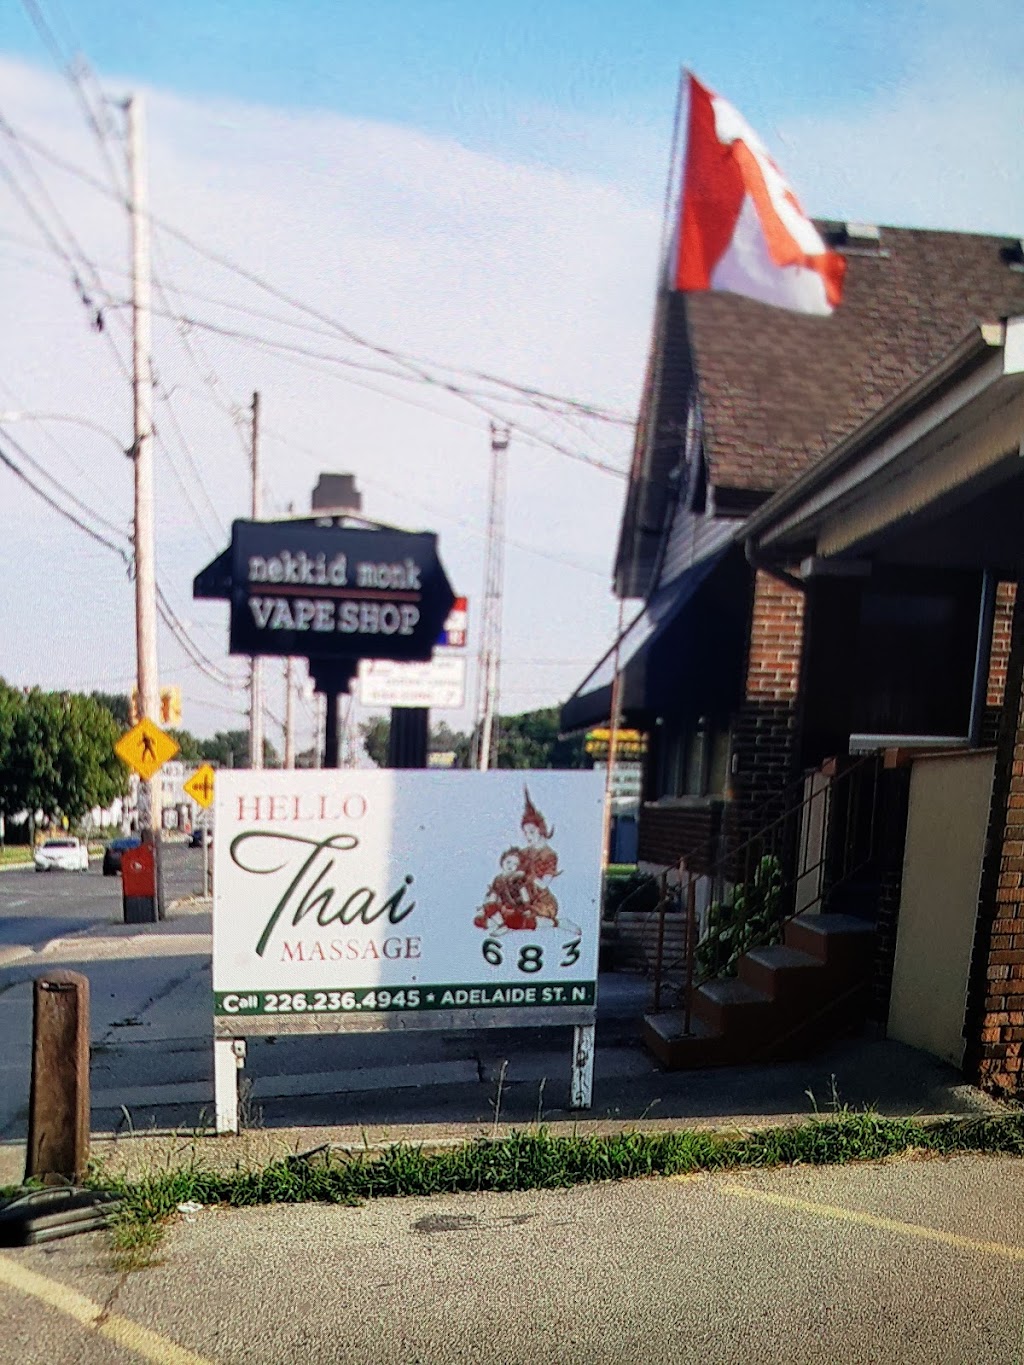 nekkid monk
VAPE SHOP
HELLO
Thai
MASSAGE
683
Call 226.236.4945 * ADELAIDE ST. N